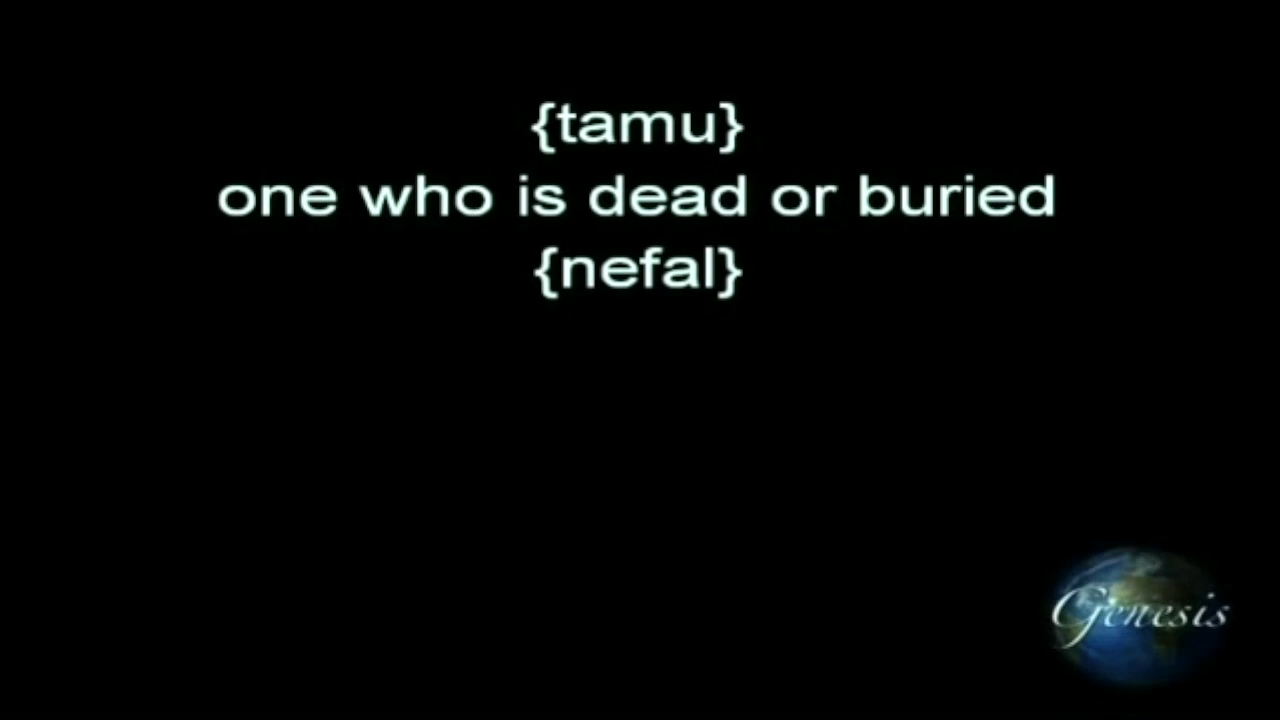 {tamu}
one who is dead or buried
{nefal}
Genesis